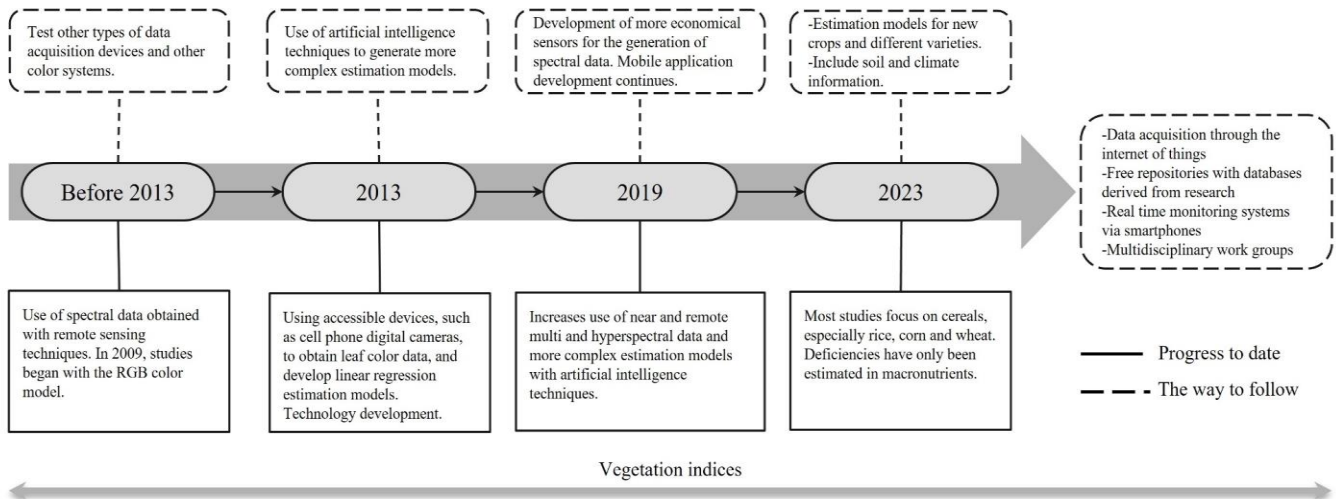 Test other types of data
acquisition devices and other
color systems.
Use of artificial intelligence
techniques to generate more
complex estimation models.
Development of more economical
sensors for the generation of
spectral data. Mobile application
development continues.
-Estimation models for new
crops and different varieties.
-Include soil and climate
information.
-Data acquisition through the
internet of things
-Free repositories with databases
derived from research
-Real time monitoring systems
via smartphones
-Multidisciplinary work groups
Before 2013
2013
2019
2023
Use of spectral data obtained
with remote sensing
techniques. In 2009, studies
began with the RGB color
model.
Using accessible devices, such
as cell phone digital cameras,
to obtain leaf color data, and
develop linear regression
estimation models.
Technology development.
Increases use of near and remote
multi and hyperspectral data and
more complex estimation models
with artificial intelligence
techniques.
Most studies focus on cereals,
especially rice, corn and wheat.
Deficiencies have only been
estimated in macronutrients.
Progress to date
The way to follow
Vegetation indices